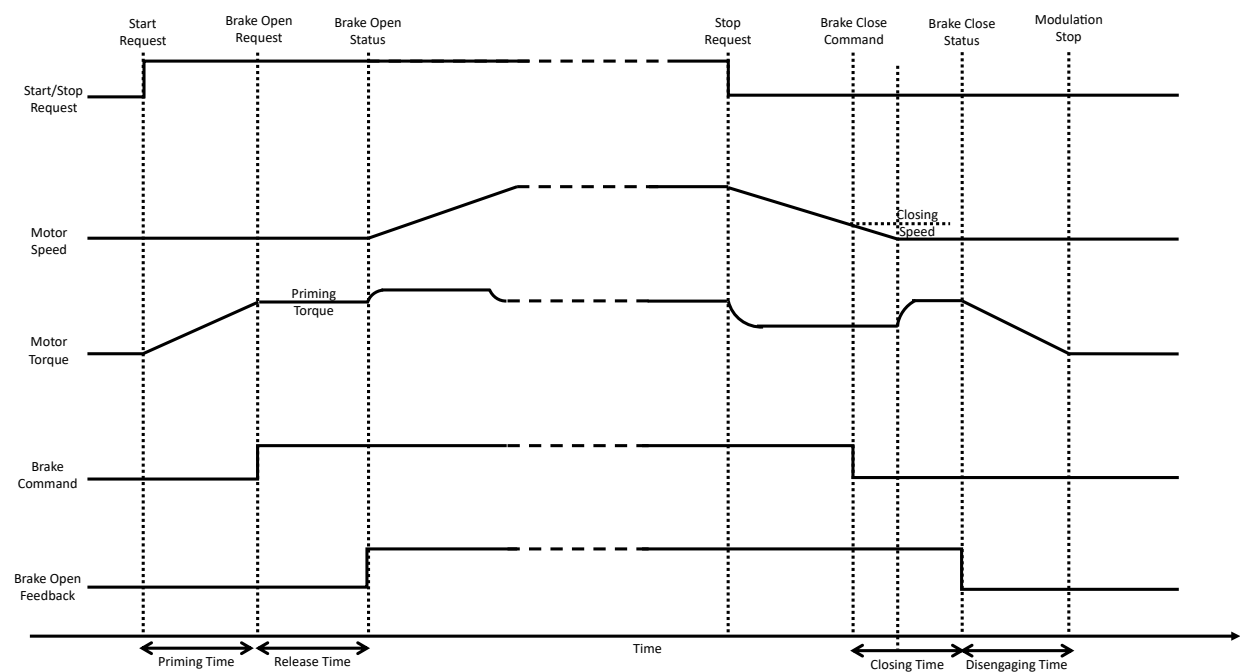 Start
Request
Brake Open
Request
Brake Open
Status
Stop
Request
Brake Close
Command
Brake Close
Status
Modulation
Stop
Start/Stop
Request
Motor
Speed
Closing
Speed
Motor
Torque
Priming
Torque
Brake
Command
Brake Open
Feedback
Priming Time
Release Time
Time
Closing Time
Disengaging Time